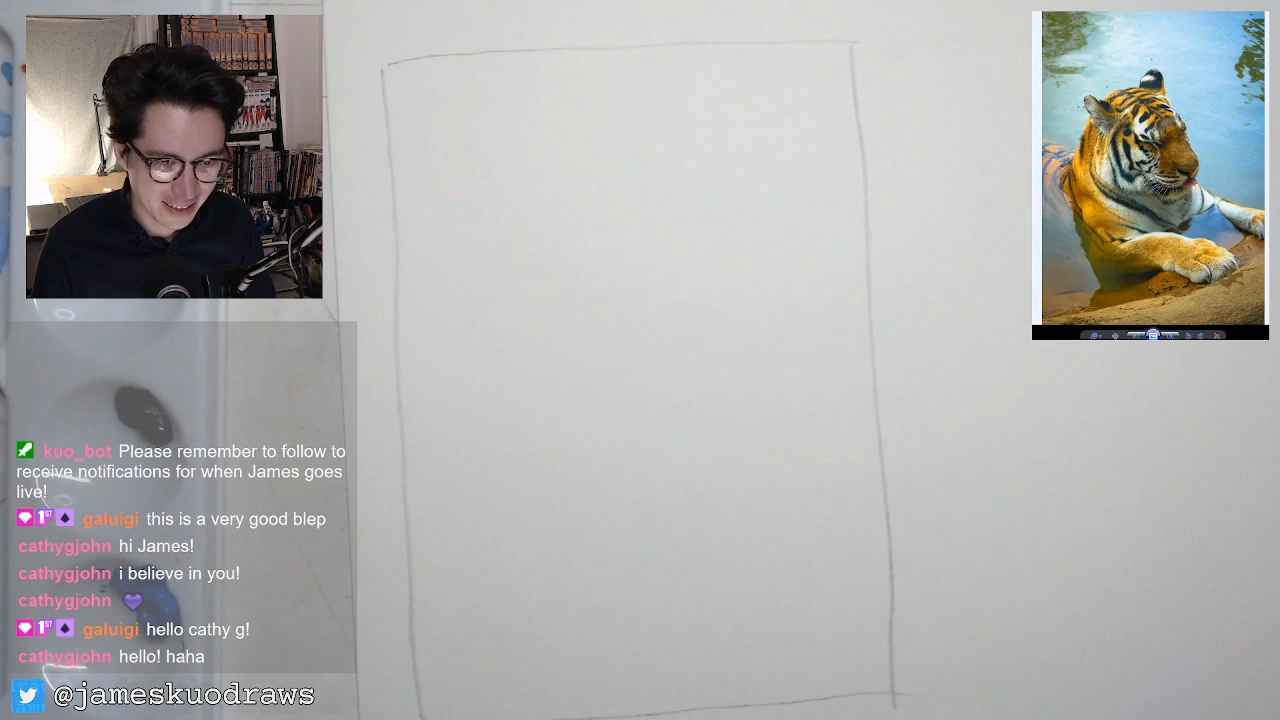 kuo_bot Please remember to follow to
receive notifications for when James goes
live!
galuigi this is a very good blep
cathygjohn hi James!
cathygjohn i believe in you!
cathygjohn
galuigi hello cathy g!
cathygjohn hello! haha
@jameskuodraws